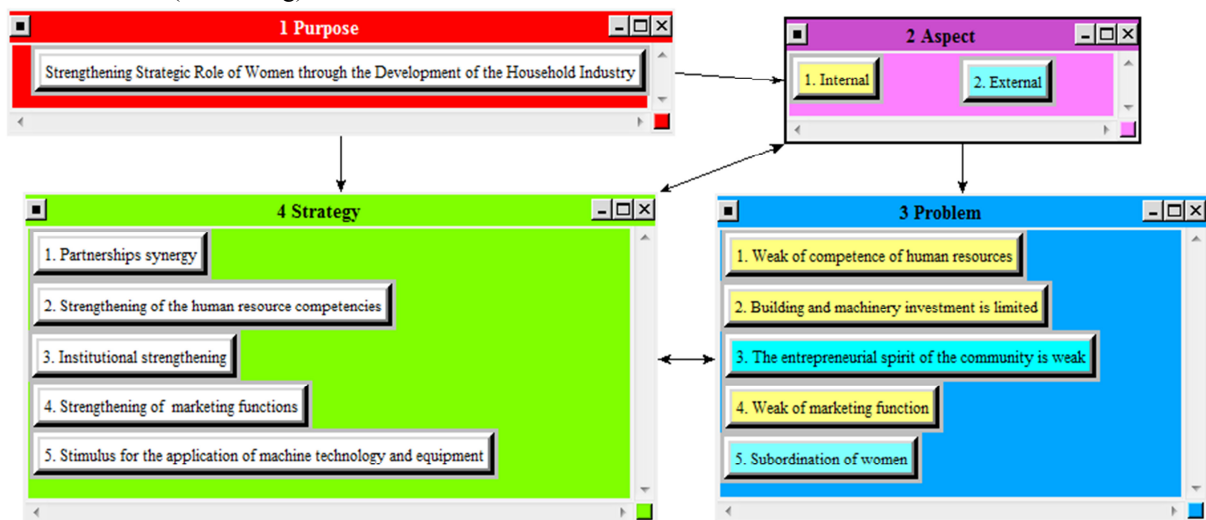 1 Purpose
Strengthening Strategic Role of Women through the Development of the Household Industry
2 Aspect
1. Internal
2. External
4 Strategy
1. Partnerships synergy
2. Strengthening of the human resource competencies
3. Institutional strengthening
4. Strengthening of marketing functions
5. Stimulus for the application of machine technology and equipment
3 Problem
1. Weak of competence of human resources
2. Building and machinery investment is limited
3. The entrepreneurial spirit of the community is weak
4. Weak of marketing function
5. Subordination of women